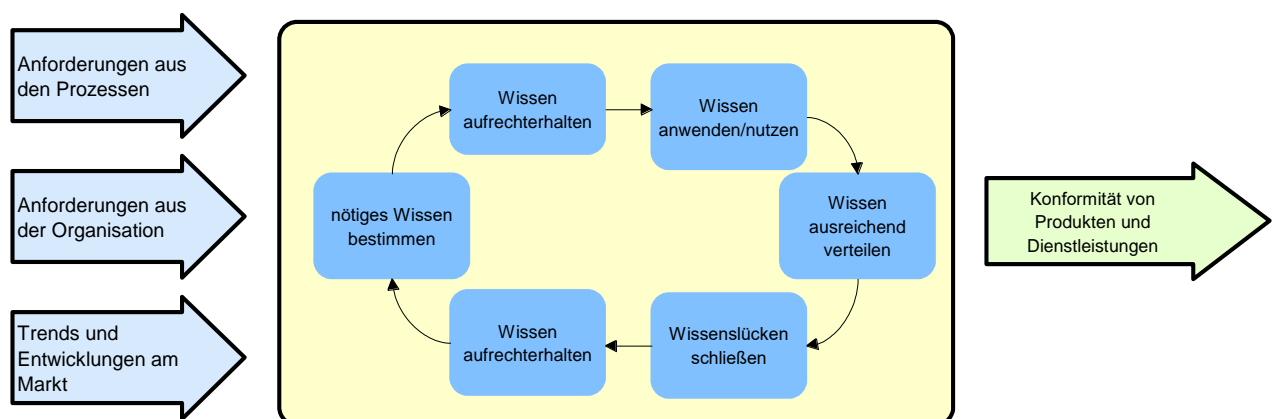 Anforderungen aus
den Prozessen
Anforderungen aus
der Organisation
Trends und
Entwicklungen am
Markt
Wissen
aufrechterhalten
Wissen
anwenden/nutzen
nötiges Wissen
bestimmen
Wissen
ausreichend
verteilen
Wissen
aufrechterhalten
Wissenslücken
schließen
Konformität von
Produkten und
Dienstleistungen